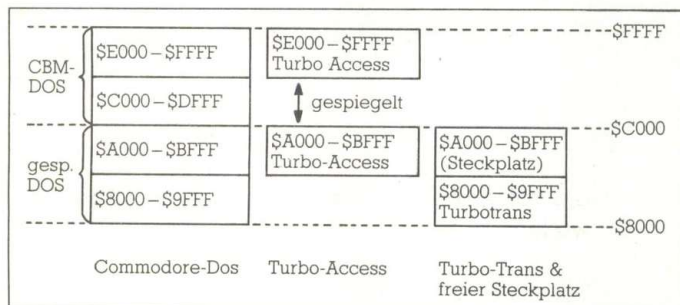 CBM-
DOS
gesp.
DOS
$E000–$FFFF
$C000–$DFFF
$A000–$BFFF
$8000–$9FFF
Commodore-Dos
$E000–$FFFF
Turbo Access
gespiegelt
$A000–$BFFF
Turbo-Access
Turbo-Access
$A000–$BFFF
(Steckplatz)
$8000–$9FFF
Turbotrans
Turbo-Trans &
freier Steckplatz
$FFFF
$C000
$8000